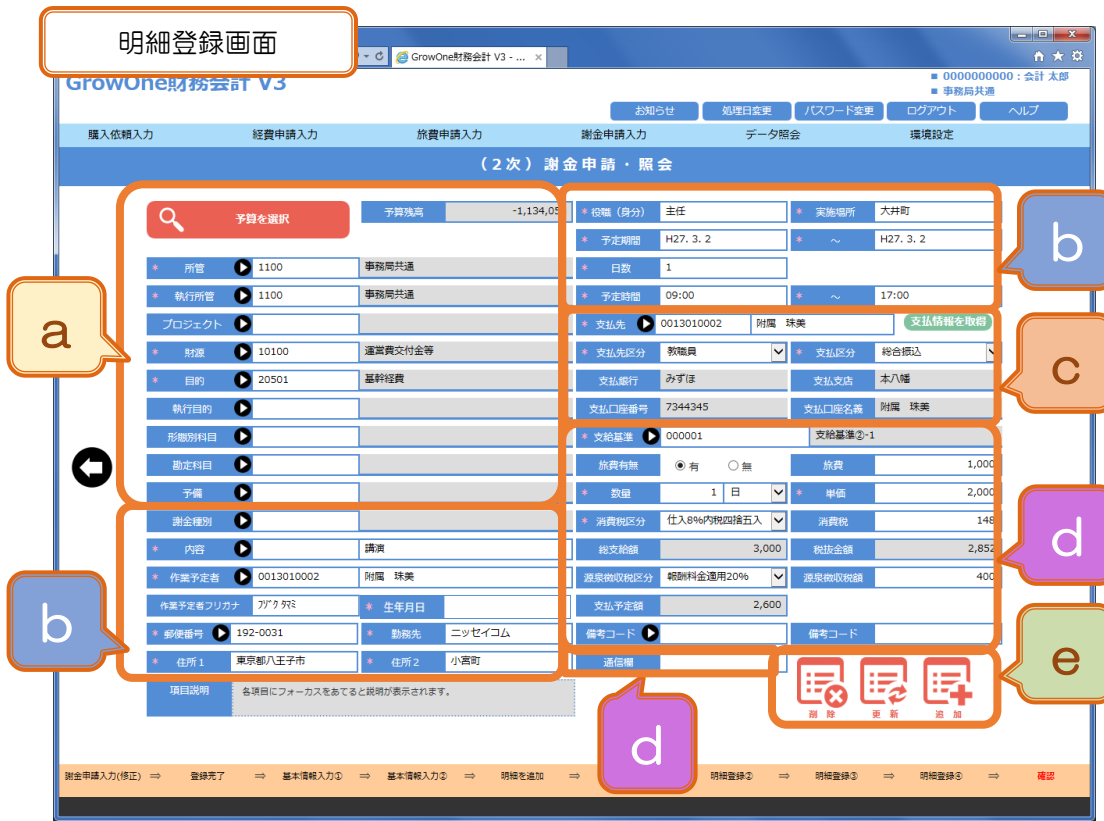 明細登録画面
GrowOne財務会計 V3 - ... ×
GrowOne財務会計 V3
■ 0000000000 : 会計 太郎
■ 事務局共通
お知らせ 処理日変更 パスワード変更 ログアウト ヘルプ
購入依頼入力 経費申請入力 旅費申請入力 謝金申請入力 データ照会 環境設定
(2次) 謝金申請・照会
予算を選択 予算残高 -1,134,05
* 所管 1100 事務局共通
* 執行所管 1100 事務局共通
プロジェクト
* 財源 10100 運営費交付金等
* 目的 20501 基幹経費
執行目的
形態別科目
勘定科目
予備
謝金種別
* 内容 講演
* 作業予定者 0013010002 附属 珠美
作業予定者フリガナ フゾク タマミ * 生年月日
* 郵便番号 192-0031 * 勤務先 ニッセイコム
* 住所1 東京都八王子市 * 住所2 小宮町
項目説明 各項目にフォーカスをあてると説明が表示されます。
* 役職(身分) 主任 * 実施場所 大井町
* 予定期間 H27. 3. 2 * ～ H27. 3. 2
* 日数 1
* 予定時間 09:00 * ～ 17:00
* 支払先 0013010002 附属 珠美 支払情報を取得
* 支払先区分 教職員 * 支払区分 総合振込
支払銀行 みずほ 支払支店 本八幡
支払口座番号 7344345 支払口座名義 附属 珠美
* 支給基準 000001 支給基準②-1
旅費有無 有 無 旅費 1,000
* 数量 1 日 * 単価 2,000
* 消費税区分 仕入8%内税四捨五入 消費税 148
総支給額 3,000 税抜金額 2,852
源泉徴収税区分 報酬料金適用20% 源泉徴収税額 400
支払予定額 2,600
備考コード 備考コード
通信欄
削除 更新 追加
a
b
b
c
d
d
e
謝金申請入力(修正) ⇒ 登録完了 ⇒ 基本情報入力① ⇒ 基本情報入力② ⇒ 明細を追加 ⇒ 明細登録② ⇒ 明細登録③ ⇒ 明細登録④ ⇒ 確認